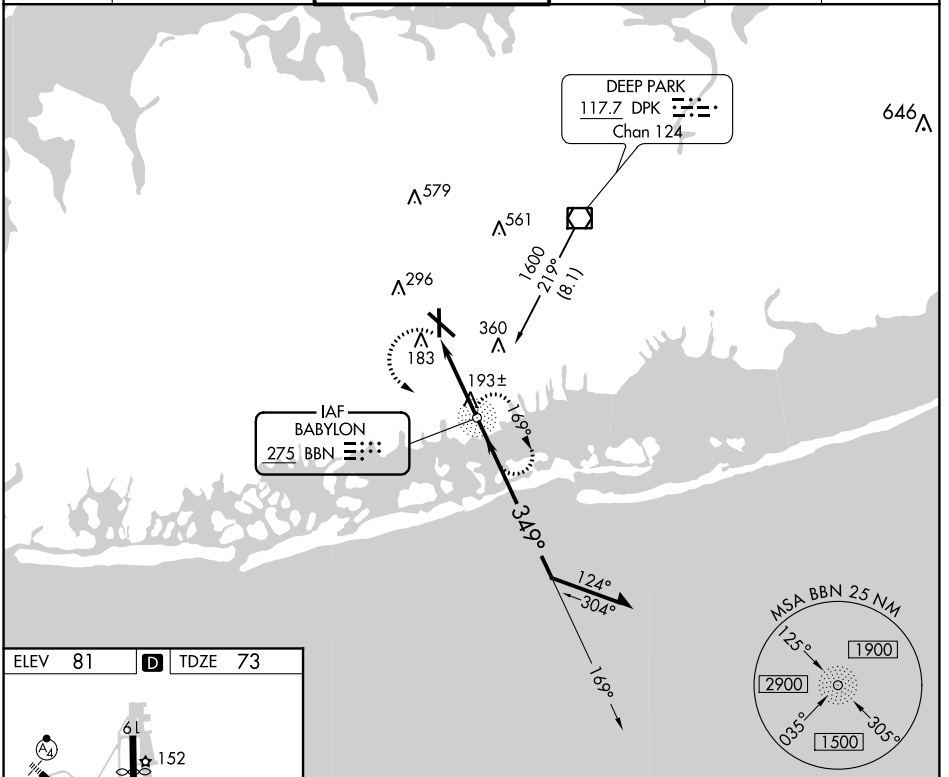 DEEP PARK
117.7 DPK
Chan 124
646
579
561
1600
219°
(8.1)
296
360
183
193±
IAF
BABYLON
275 BBN
169°
349°
124°
304°
169°
MSA BBN 25 NM
125°
1900
2900
035°
305°
1500
ELEV 81 D TDZE 73
19
A4
152